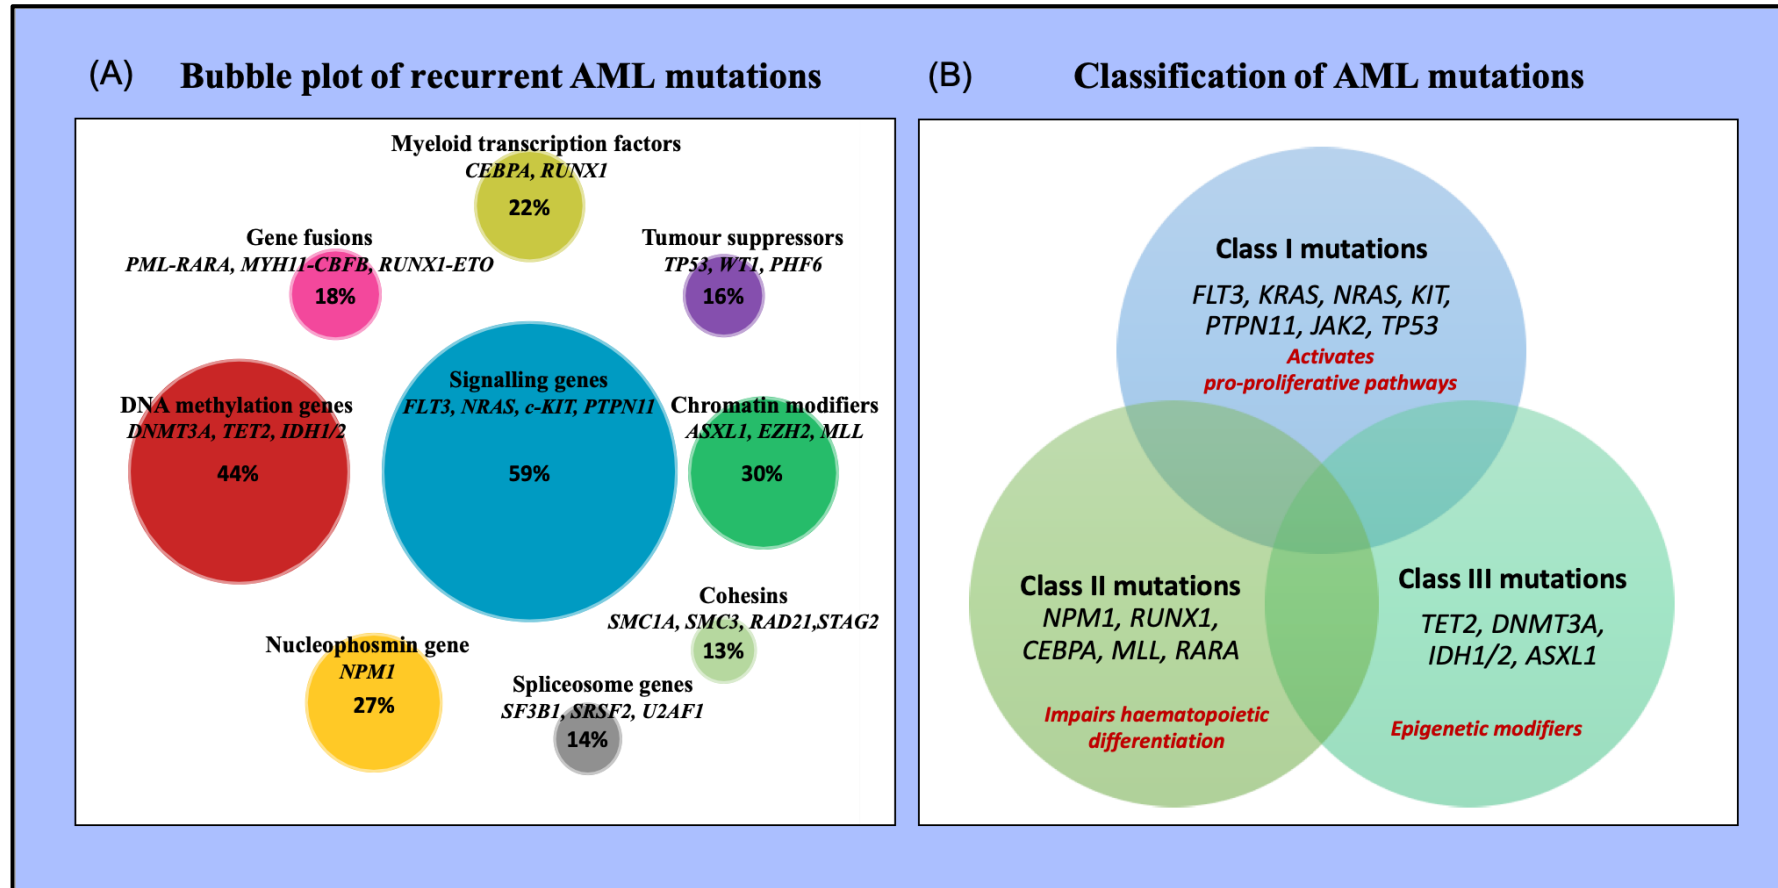 (A) Bubble plot of recurrent AML mutations
Myeloid transcription factors
CEBPA, RUNX1
22%
Gene fusions
PML-RARA, MYH11-CBFB, RUNX1-ETO
18%
Tumour suppressors
TP53, WT1, PHF6
16%
DNA methylation genes
DNMT3A, TET2, IDH1/2
44%
Signalling genes
FLT3, NRAS, c-KIT, PTPN11
59%
Chromatin modifiers
ASXL1, EZH2, MLL
30%
Nucleophosmin gene
NPM1
27%
Cohesins
SMC1A, SMC3, RAD21,STAG2
13%
Spliceosome genes
SF3B1, SRSF2, U2AF1
14%
(B) Classification of AML mutations
Class I mutations
FLT3, KRAS, NRAS, KIT,
PTPN11, JAK2, TP53
Activates
pro-proliferative pathways
Class II mutations
NPM1, RUNX1,
CEBPA, MLL, RARA
Impairs haematopoietic
differentiation
Class III mutations
TET2, DNMT3A,
IDH1/2, ASXL1
Epigenetic modifiers